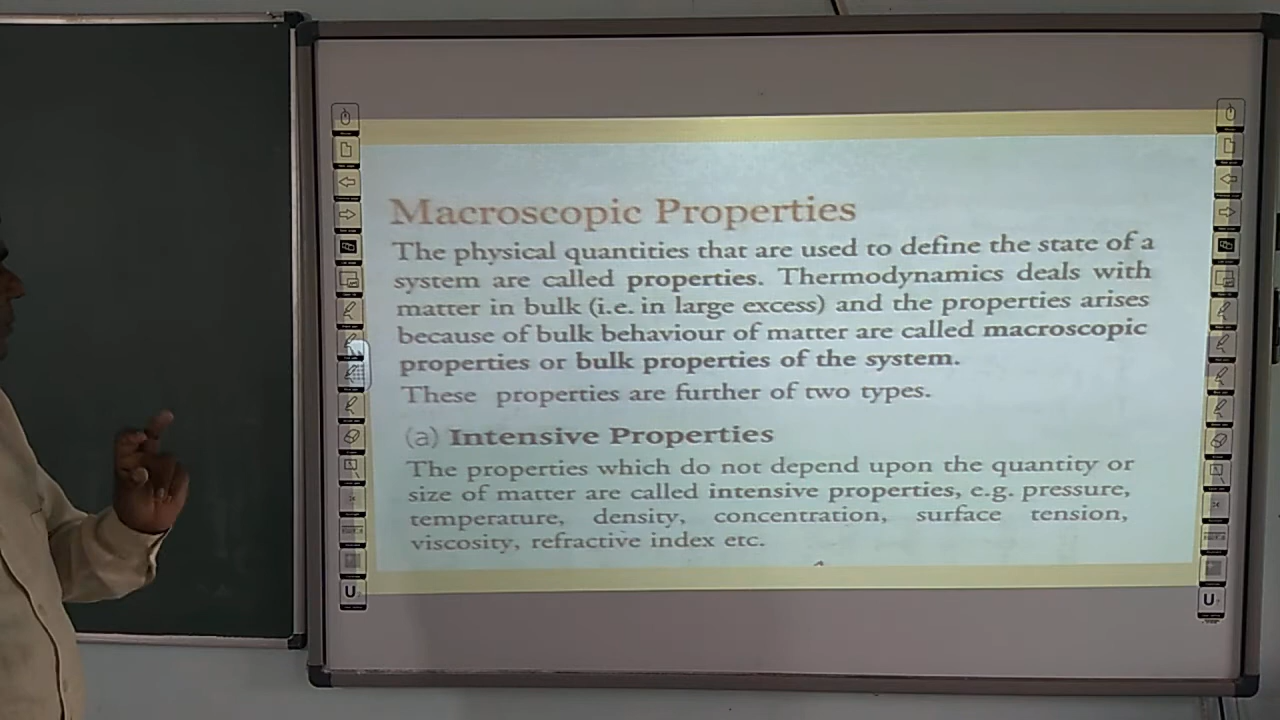 Macroscopic Properties
The physical quantities that are used to define the state of a
system are called properties. Thermodynamics deals with
matter in bulk (i.e. in large excess) and the properties arises
because of bulk behaviour of matter are called macroscopic
properties or bulk properties of the system.
These properties are further of two types.
(a) Intensive Properties
The properties which do not depend upon the quantity or
size of matter are called intensive properties, e.g. pressure,
temperature, density, concentration, surface tension,
viscosity, refractive index etc.